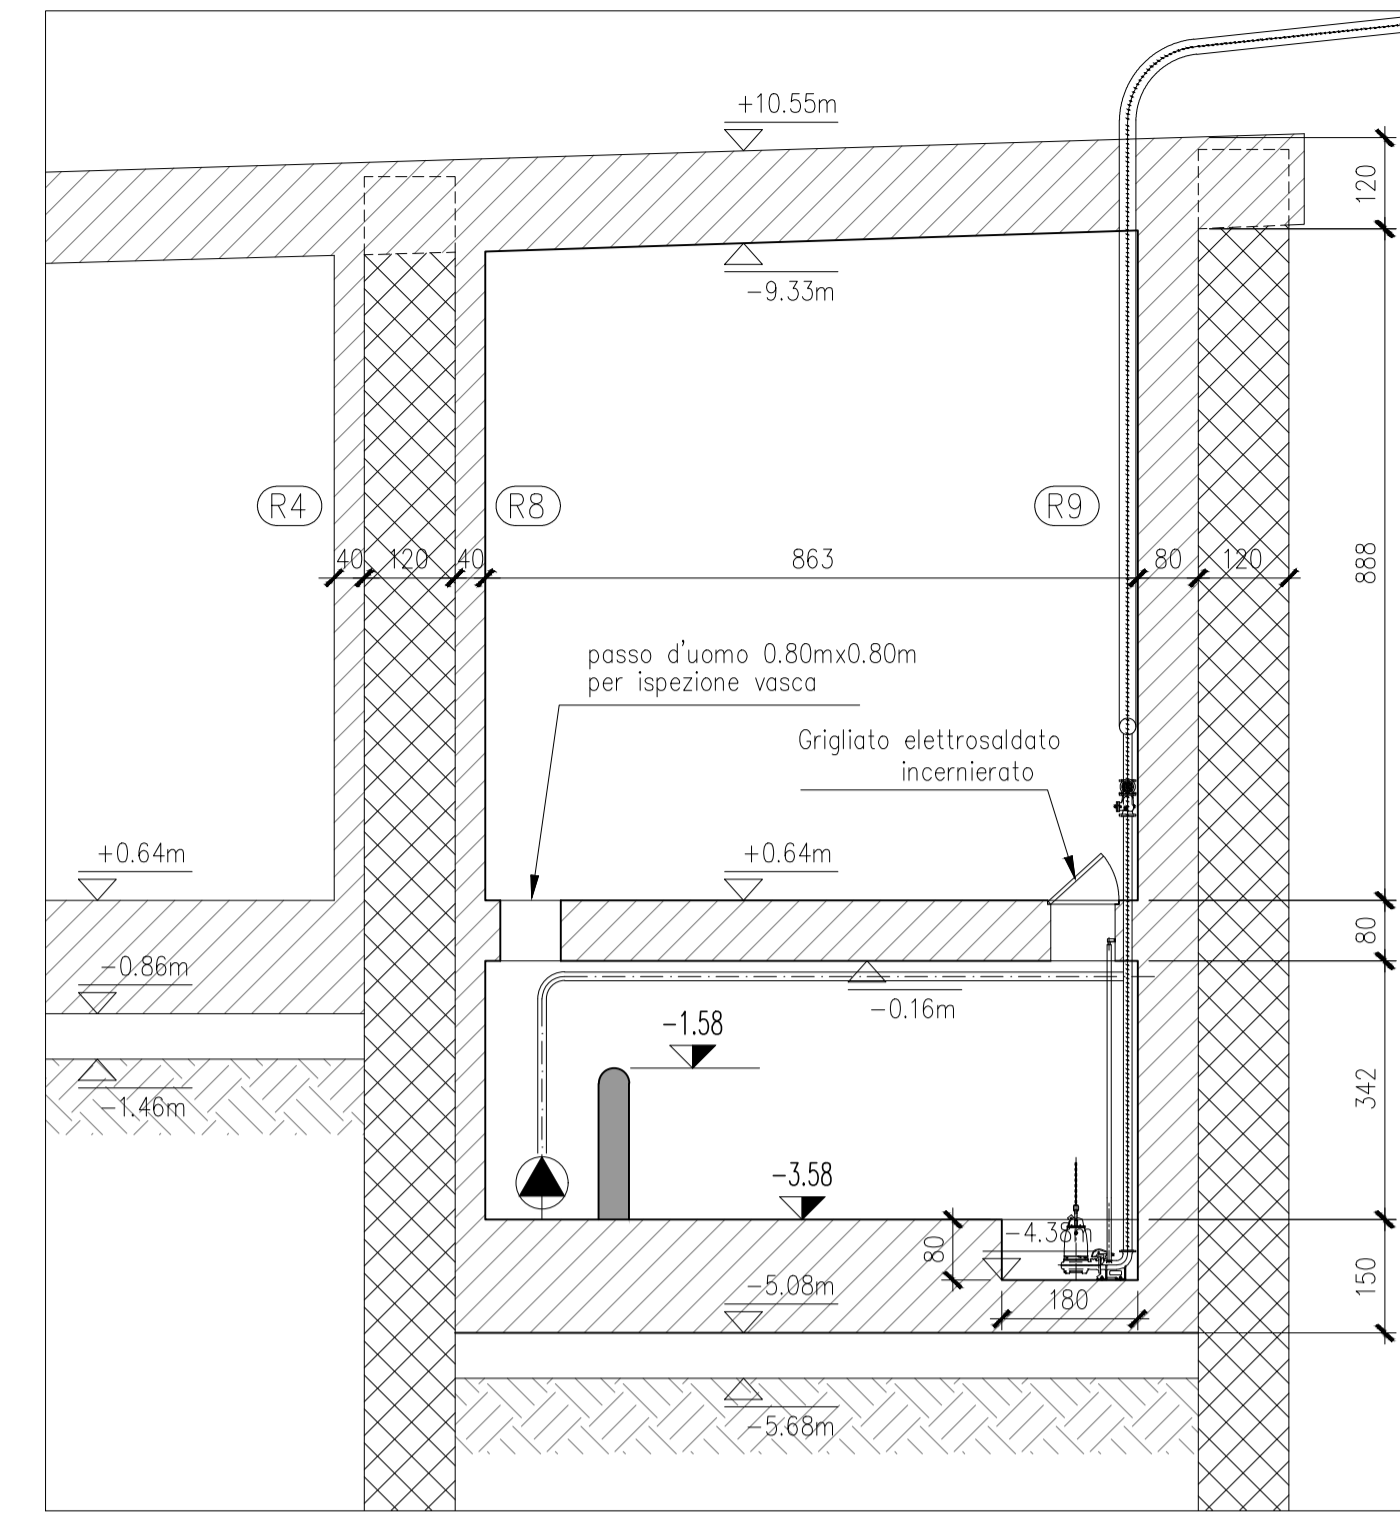 +10.55m
120
-9.33m
R4
R8
R9
40
120
40
863
80
120
888
passo d'uomo 0.80mx0.80m
per ispezione vasca
Grigliato elettrosaldato
incernierato
+0.64m
+0.64m
80
-0.86m
-0.16m
-1.58
-1.46m
342
-3.58
-4.38m
80
-5.08m
180
150
-5.68m